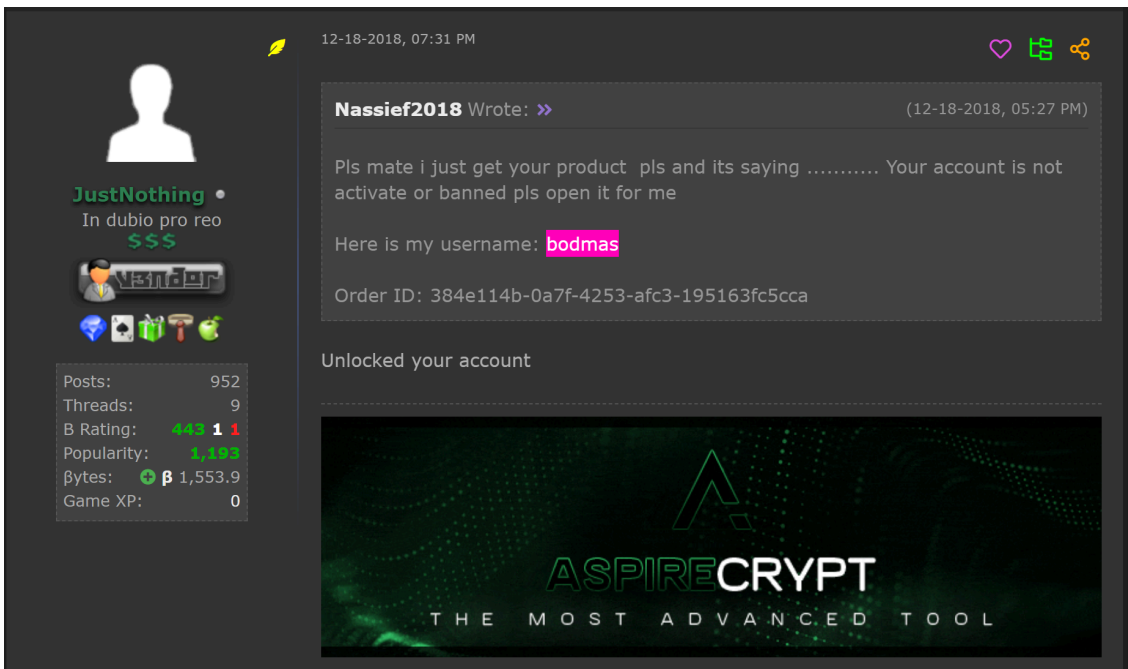 12-18-2018, 07:31 PM
Nassief2018 Wrote: »
(12-18-2018, 05:27 PM)
Pls mate i just get your product  pls and its saying ........... Your account is not
activate or banned pls open it for me
Here is my username: bodmas
Order ID: 384e114b-0a7f-4253-afc3-195163fc5cca
Unlocked your account
JustNothing
In dubio pro reo
$$$
v3ndor
Posts: 952
Threads: 9
B Rating: 443 1 1
Popularity: 1,193
βytes: β 1,553.9
Game XP: 0
ASPIRECRYPT
THE MOST ADVANCED TOOL